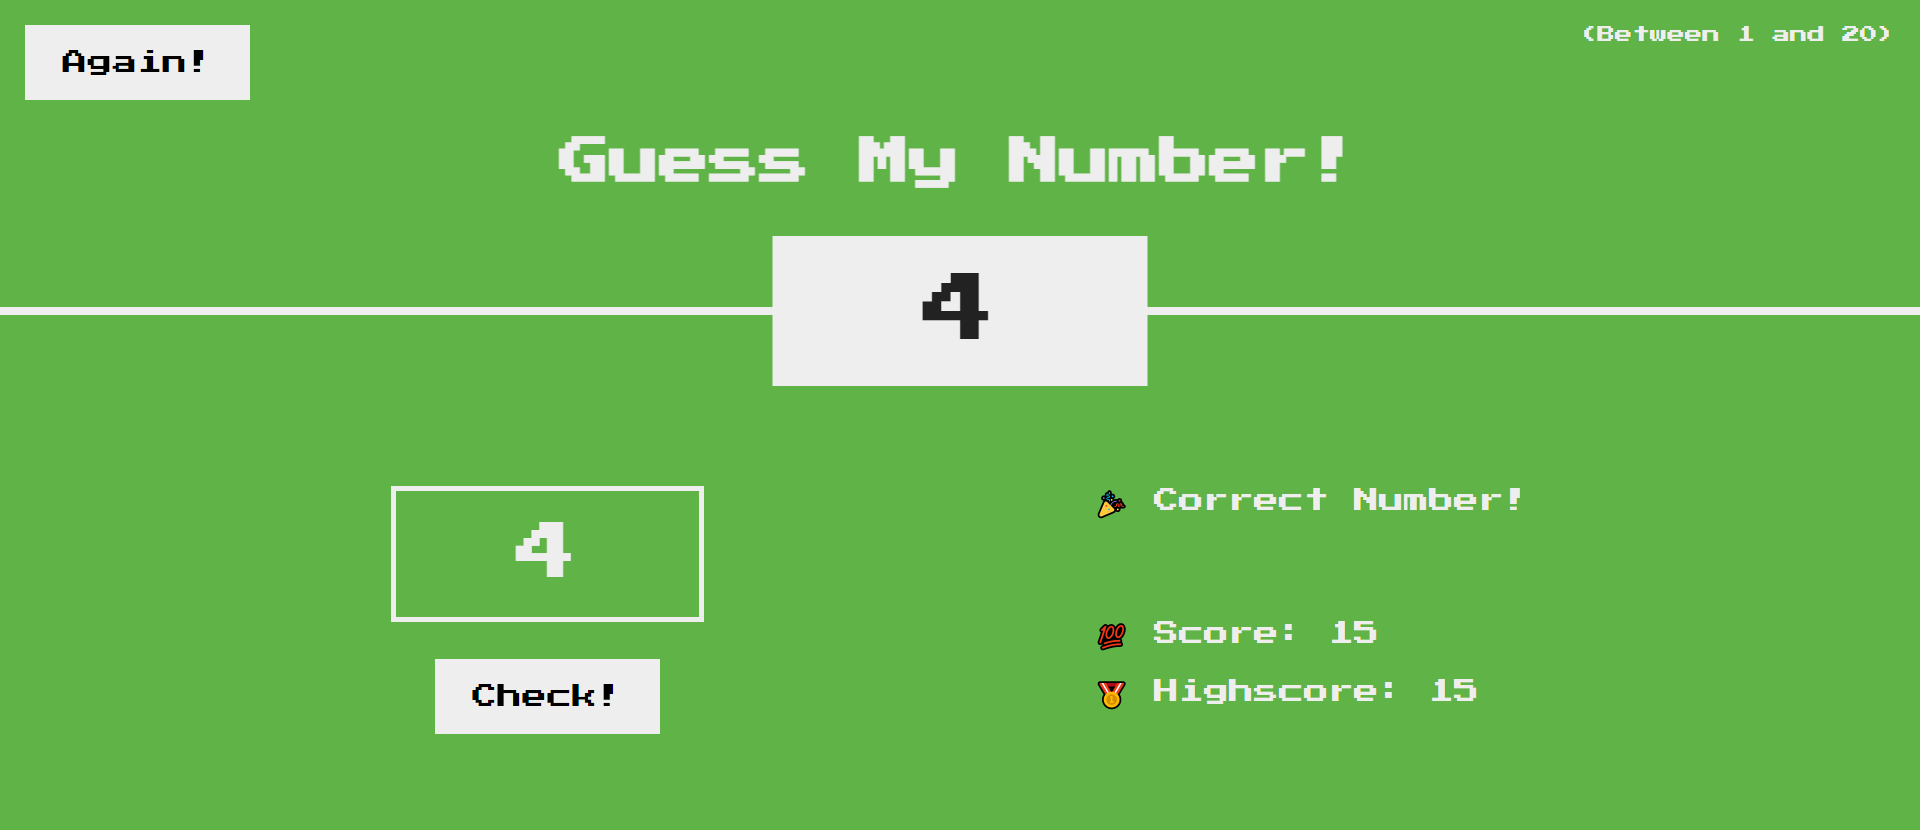 Again!
(Between 1 and 20)
Guess My Number!
4
4
Check!
🎉 Correct Number!
💯 Score: 15
🥇 Highscore: 15